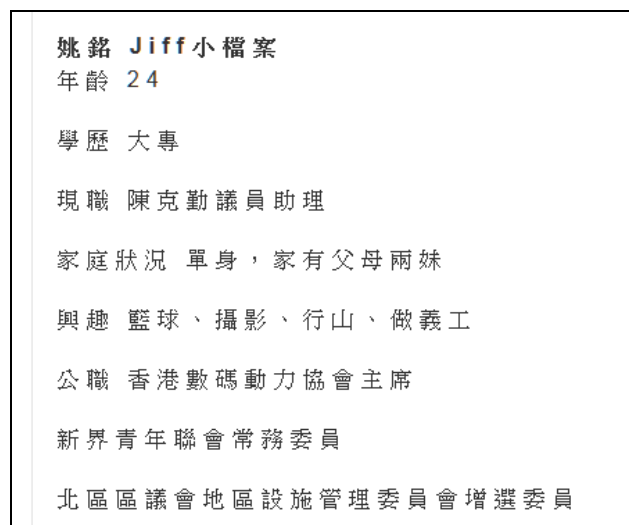 姚銘 Jiff小檔案
年齡 24
學歷 大專
現職 陳克勤議員助理
家庭狀況 單身，家有父母兩妹
興趣 籃球、攝影、行山、做義工
公職 香港數碼動力協會主席
新界青年聯會常務委員
北區區議會地區設施管理委員會增選委員